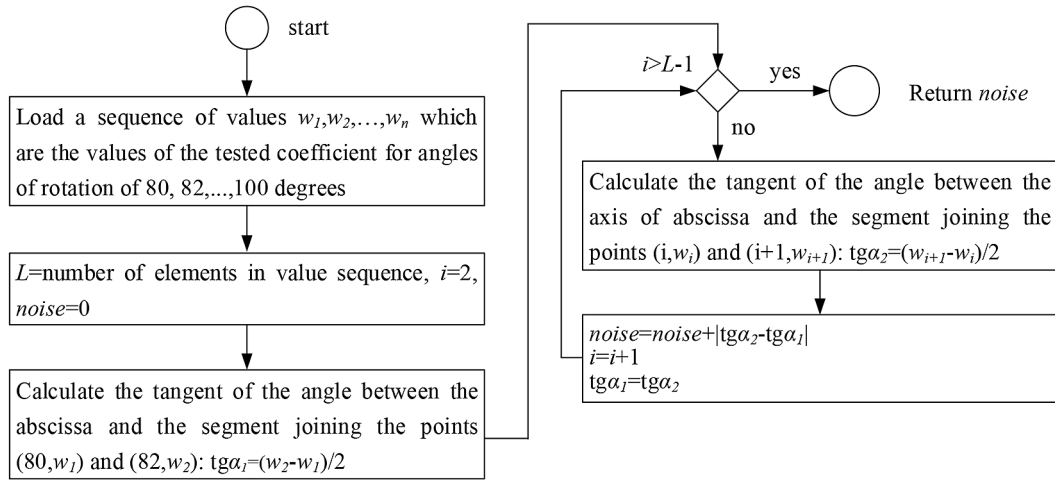 start
Load a sequence of values w1,w2,…,wn which
are the values of the tested coefficient for angles
of rotation of 80, 82,...,100 degrees
L=number of elements in value sequence, i=2,
noise=0
Calculate the tangent of the angle between the
abscissa and the segment joining the points
(80,w1) and (82,w2): tgα1=(w2-w1)/2
i>L-1
yes
Return noise
no
Calculate the tangent of the angle between the
axis of abscissa and the segment joining the
points (i,wi) and (i+1,wi+1): tgα2=(wi+1-wi)/2
noise=noise+|tgα2-tgα1|
i=i+1
tgα1=tgα2